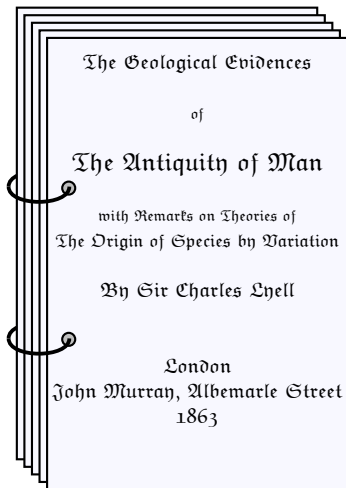 The Geological Evidences
of
The Antiquity of Man
with Remarks on Theories of
The Origin of Species by Variation
By Sir Charles Lyell
London
John Murray, Albemarle Street
1863